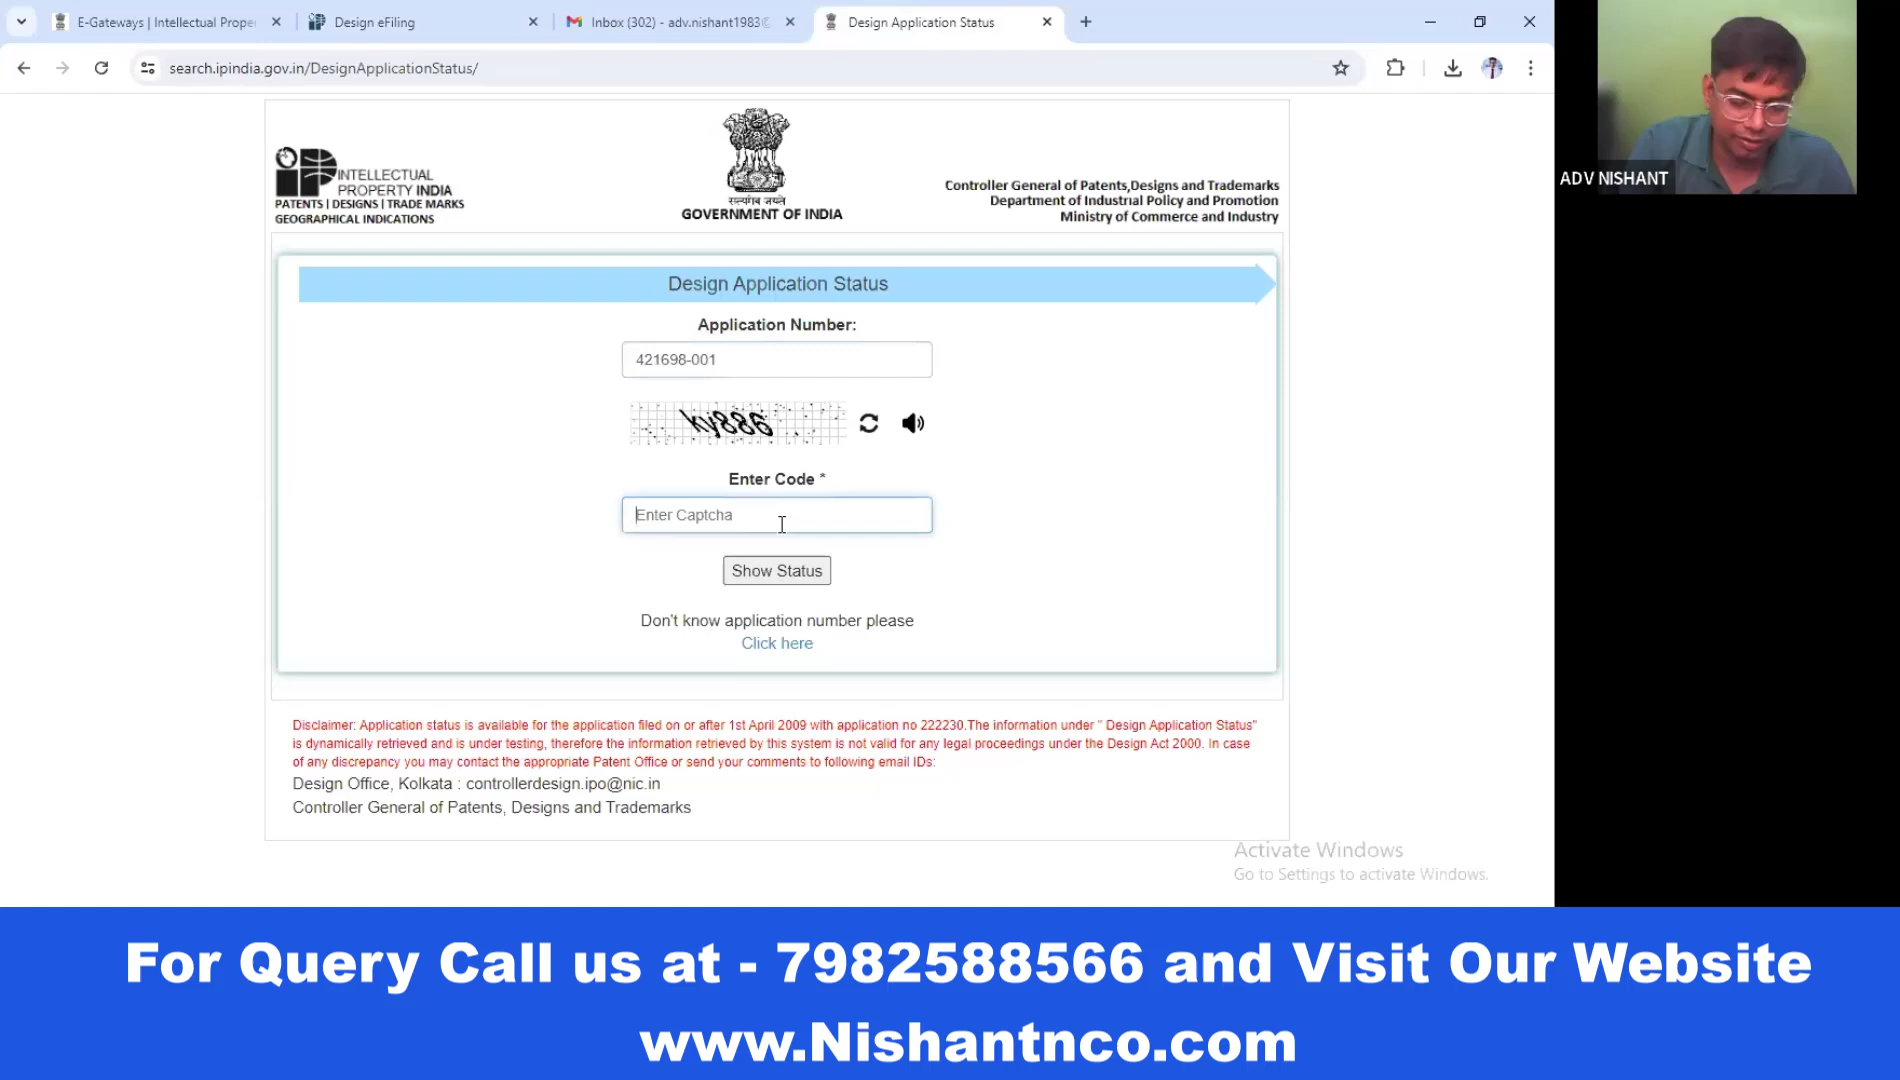 E-Gateways | Intellectual Prope
Design eFiling
Inbox (302) - adv.nishant1983@
Design Application Status
search.ipindia.gov.in/DesignApplicationStatus/
INTELLECTUAL
PROPERTY INDIA
PATENTS | DESIGNS | TRADE MARKS
GEOGRAPHICAL INDICATIONS
सत्यमेव जयते
GOVERNMENT OF INDIA
Controller General of Patents,Designs and Trademarks
Department of Industrial Policy and Promotion
Ministry of Commerce and Industry
ADV NISHANT
Design Application Status
Application Number:
421698-001
ky886
Enter Code *
Enter Captcha
Show Status
Don't know application number please
Click here
Disclaimer: Application status is available for the application filed on or after 1st April 2009 with application no 222230.The information under " Design Application Status"
is dynamically retrieved and is under testing, therefore the information retrieved by this system is not valid for any legal proceedings under the Design Act 2000. In case
of any discrepancy you may contact the appropriate Patent Office or send your comments to following email IDs:
Design Office, Kolkata : controllerdesign.ipo@nic.in
Controller General of Patents, Designs and Trademarks
Activate Windows
Go to Settings to activate Windows.
For Query Call us at - 7982588566 and Visit Our Website
www.Nishantnco.com